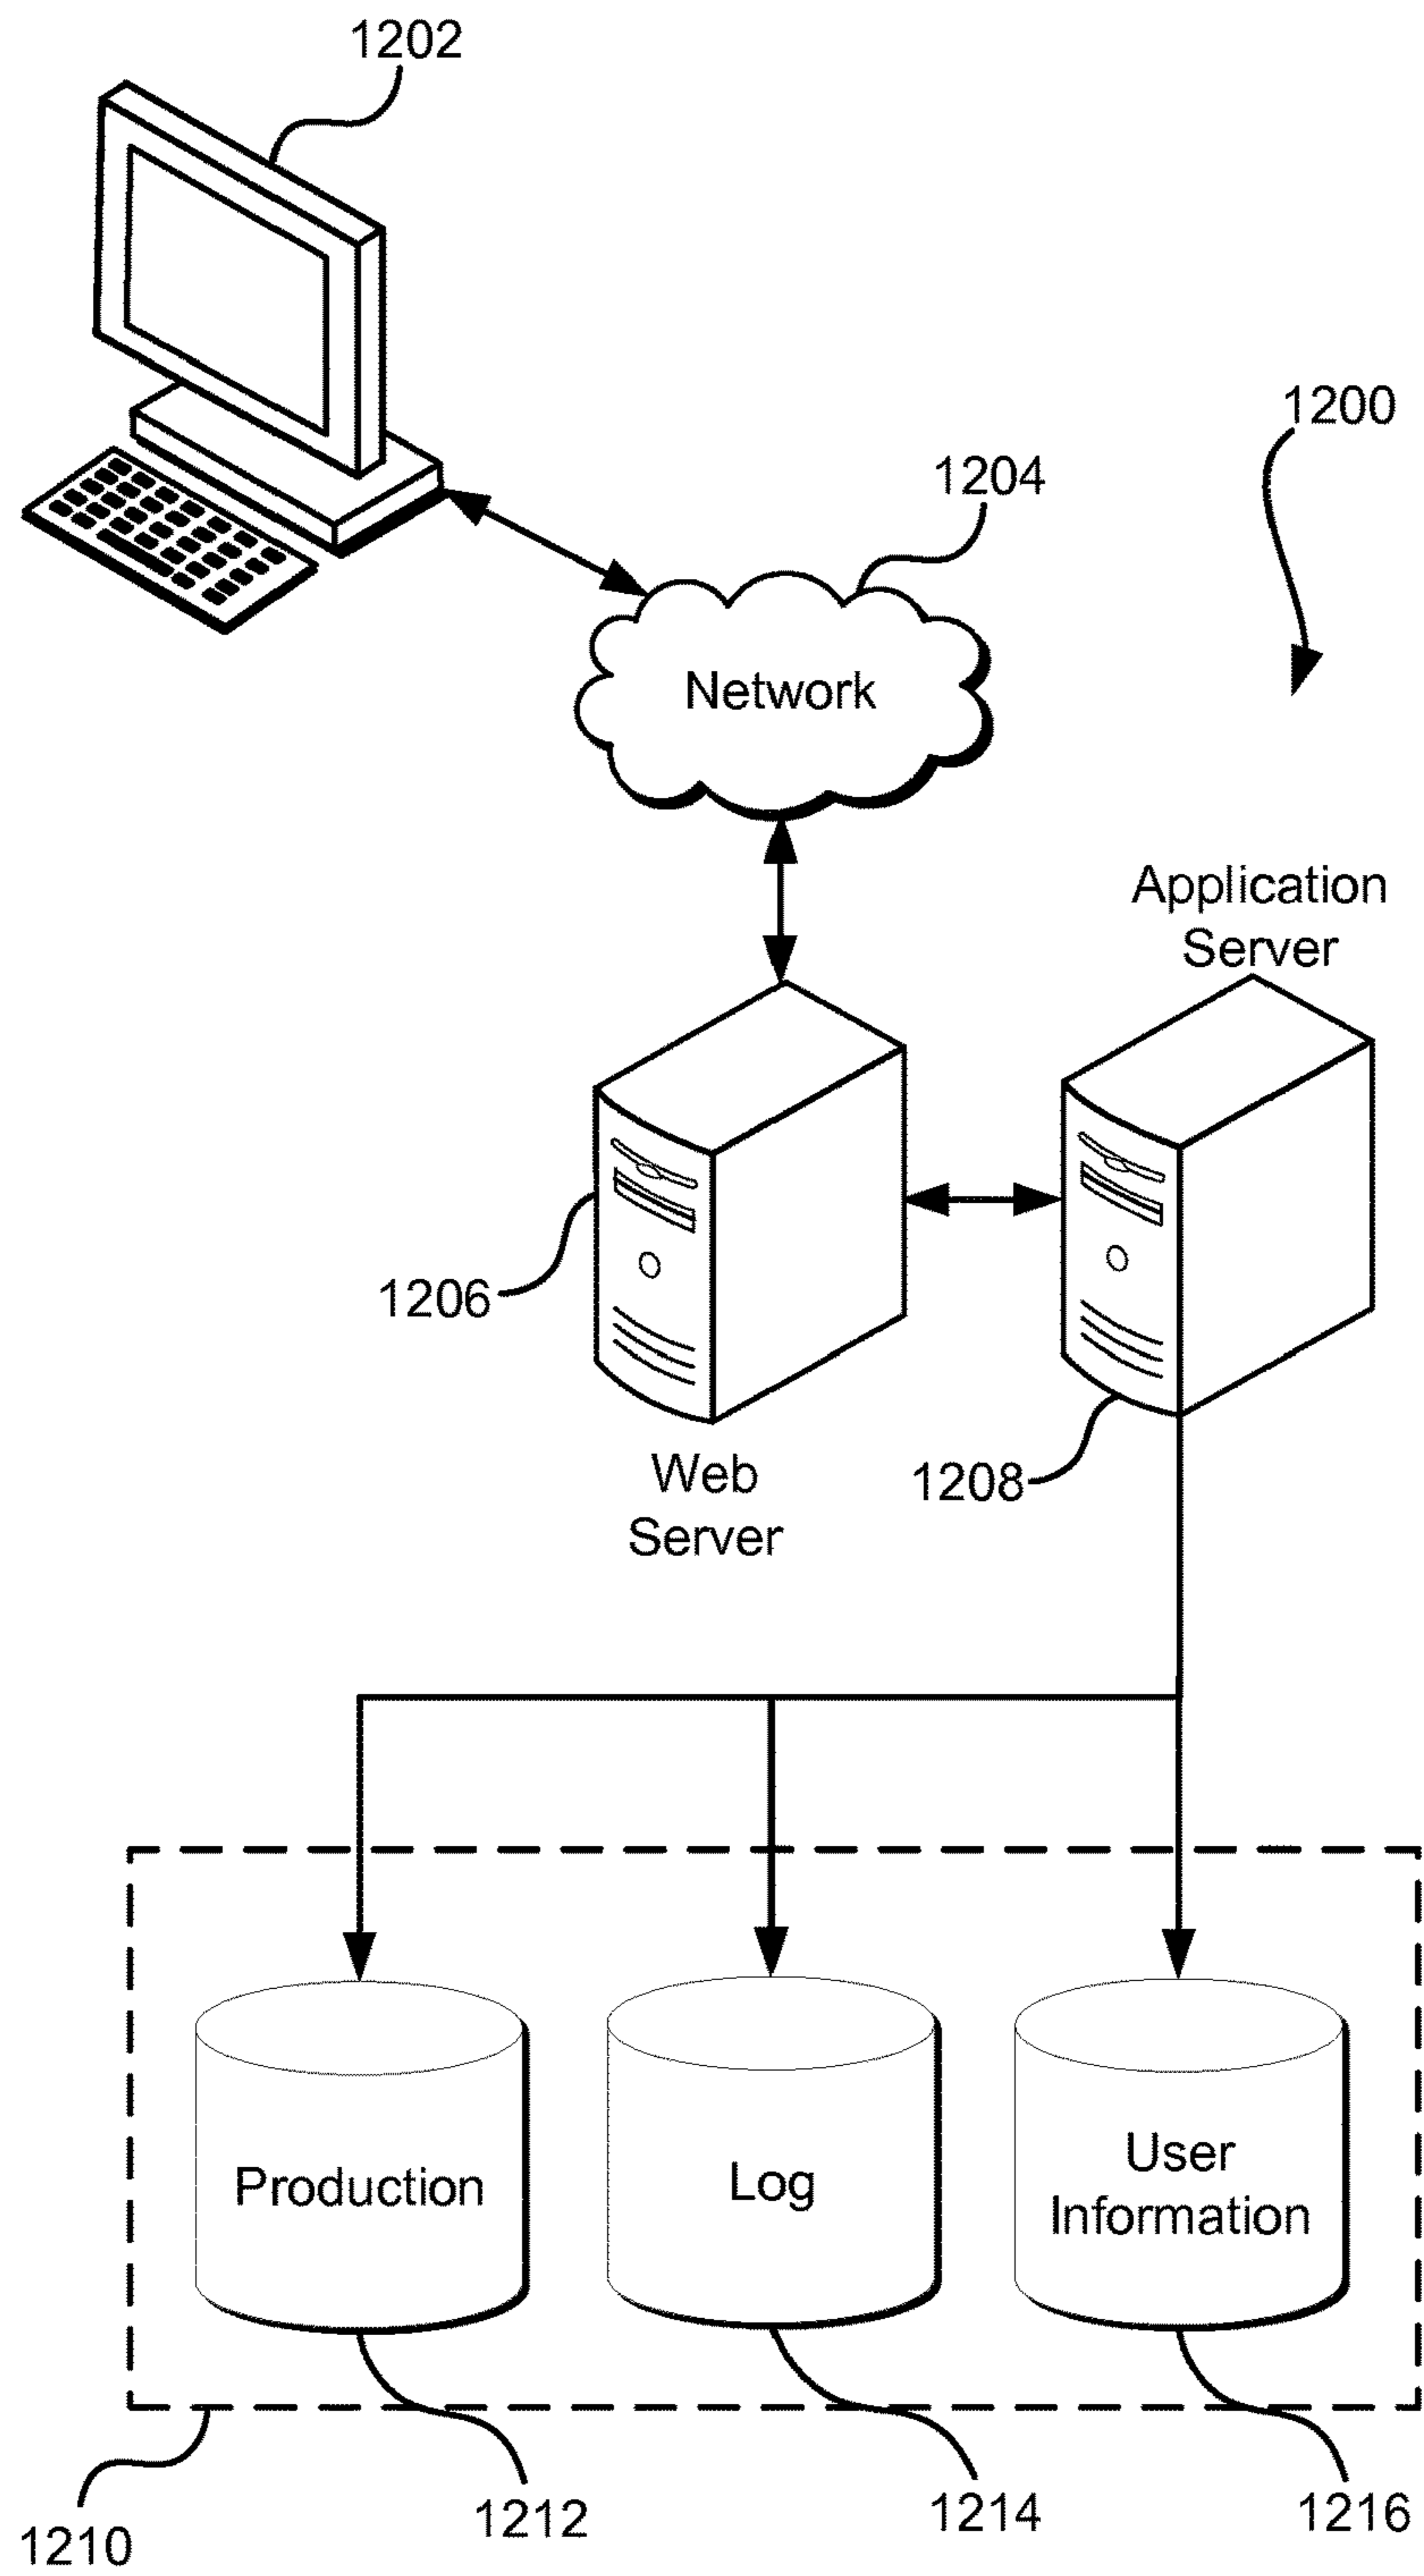 1202
1200
1204
Network
Application
Server
1206
Web
Server
1208
Production
Log
User
Information
1210
1212
1214
1216